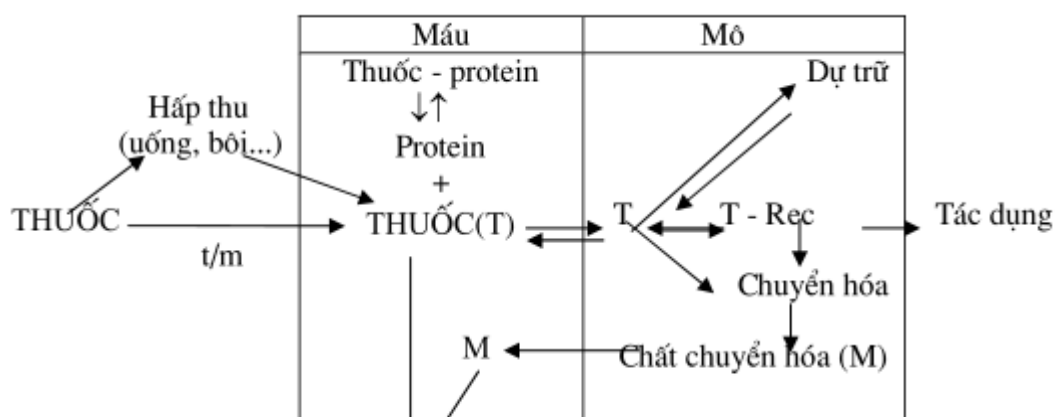 Máu Mô
Thuốc - protein Dự trữ
↓↑
Hấp thu
(uống, bôi...)
Protein
+
THUỐC THUỐC(T) T T - Rec Tác dụng
t/m
Chuyển hóa
M Chất chuyển hóa (M)